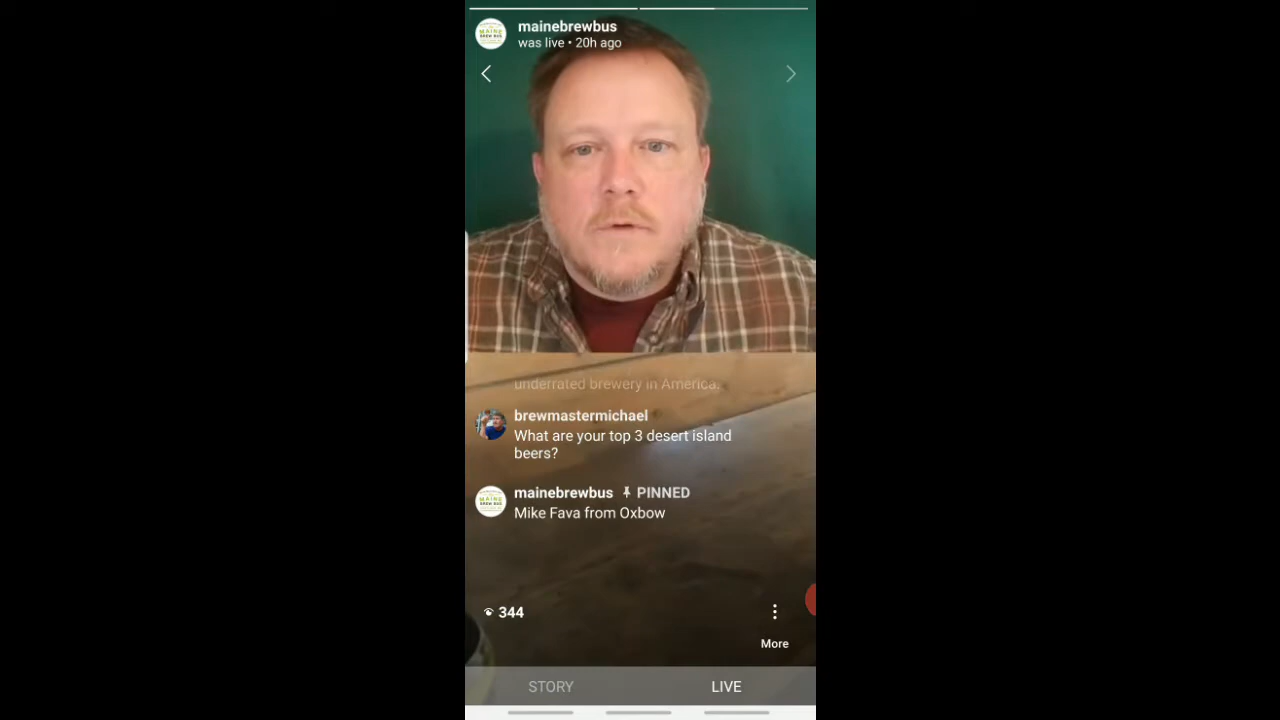 mainebrewbus
was live • 20h ago
underrated brewery in America.
brewmastermichael
What are your top 3 desert island
beers?
mainebrewbus PINNED
Mike Fava from Oxbow
344
More
STORY LIVE